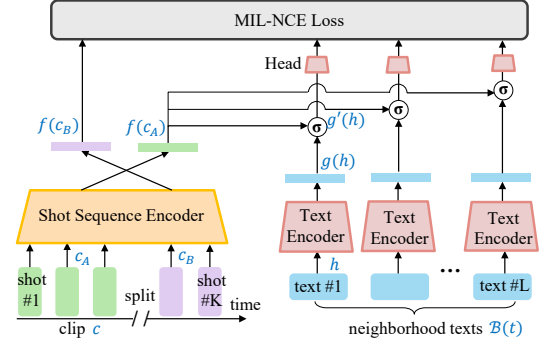 MIL-NCE Loss
Head
f(c_B)
f(c_A)
σ
g'(h)
σ
σ
g(h)
Shot Sequence Encoder
Text
Encoder
Text
Encoder
Text
Encoder
shot
#1
c_A
c_B
shot
#K
split
time
clip c
h
text #1
...
text #L
neighborhood texts ℬ(t)